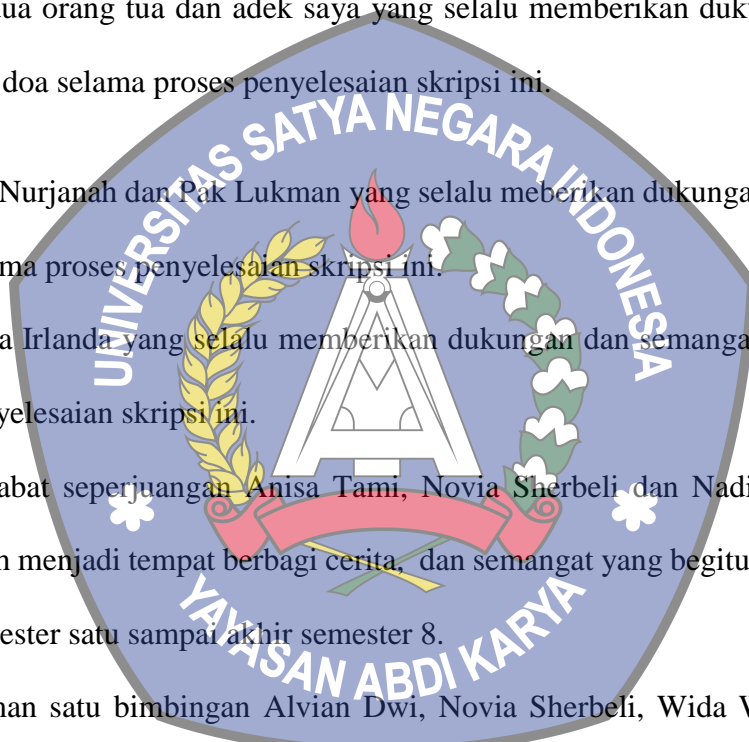 dua orang tua dan adek saya yang selalu memberikan duku
doa selama proses penyelesaian skripsi ini.
UNIVERSITAS SATYA NEGARA INDONESIA
Nurjanah dan Pak Lukman yang selalu meberikan dukunga
ma proses penyelesaian skripsi ini.
a Irlanda yang selalu memberikan dukungan dan semanga
yelesaian skripsi ini.
abat seperjuangan Anisa Tami, Novia Sherbeli dan Nadi
h menjadi tempat berbagi cerita, dan semangat yang begitu
ester satu sampai akhir semester 8.
YAYASAN ABDI KARYA
man satu bimbingan Alvian Dwi, Novia Sherbeli, Wida